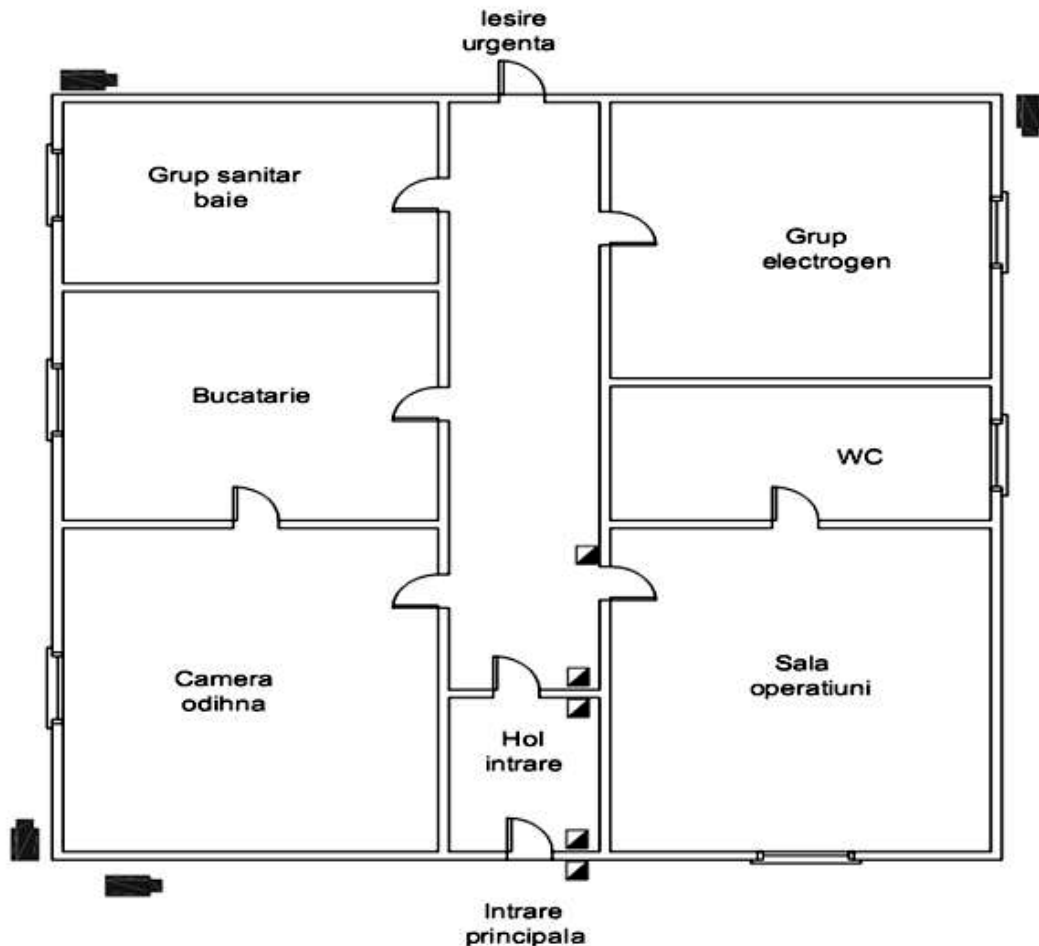 Iesire
urgenta
Grup sanitar
baie
Grup
electrogen
Bucatarie
WC
Camera
odihna
Sala
operatiuni
Hol
intrare
Intrare
principala